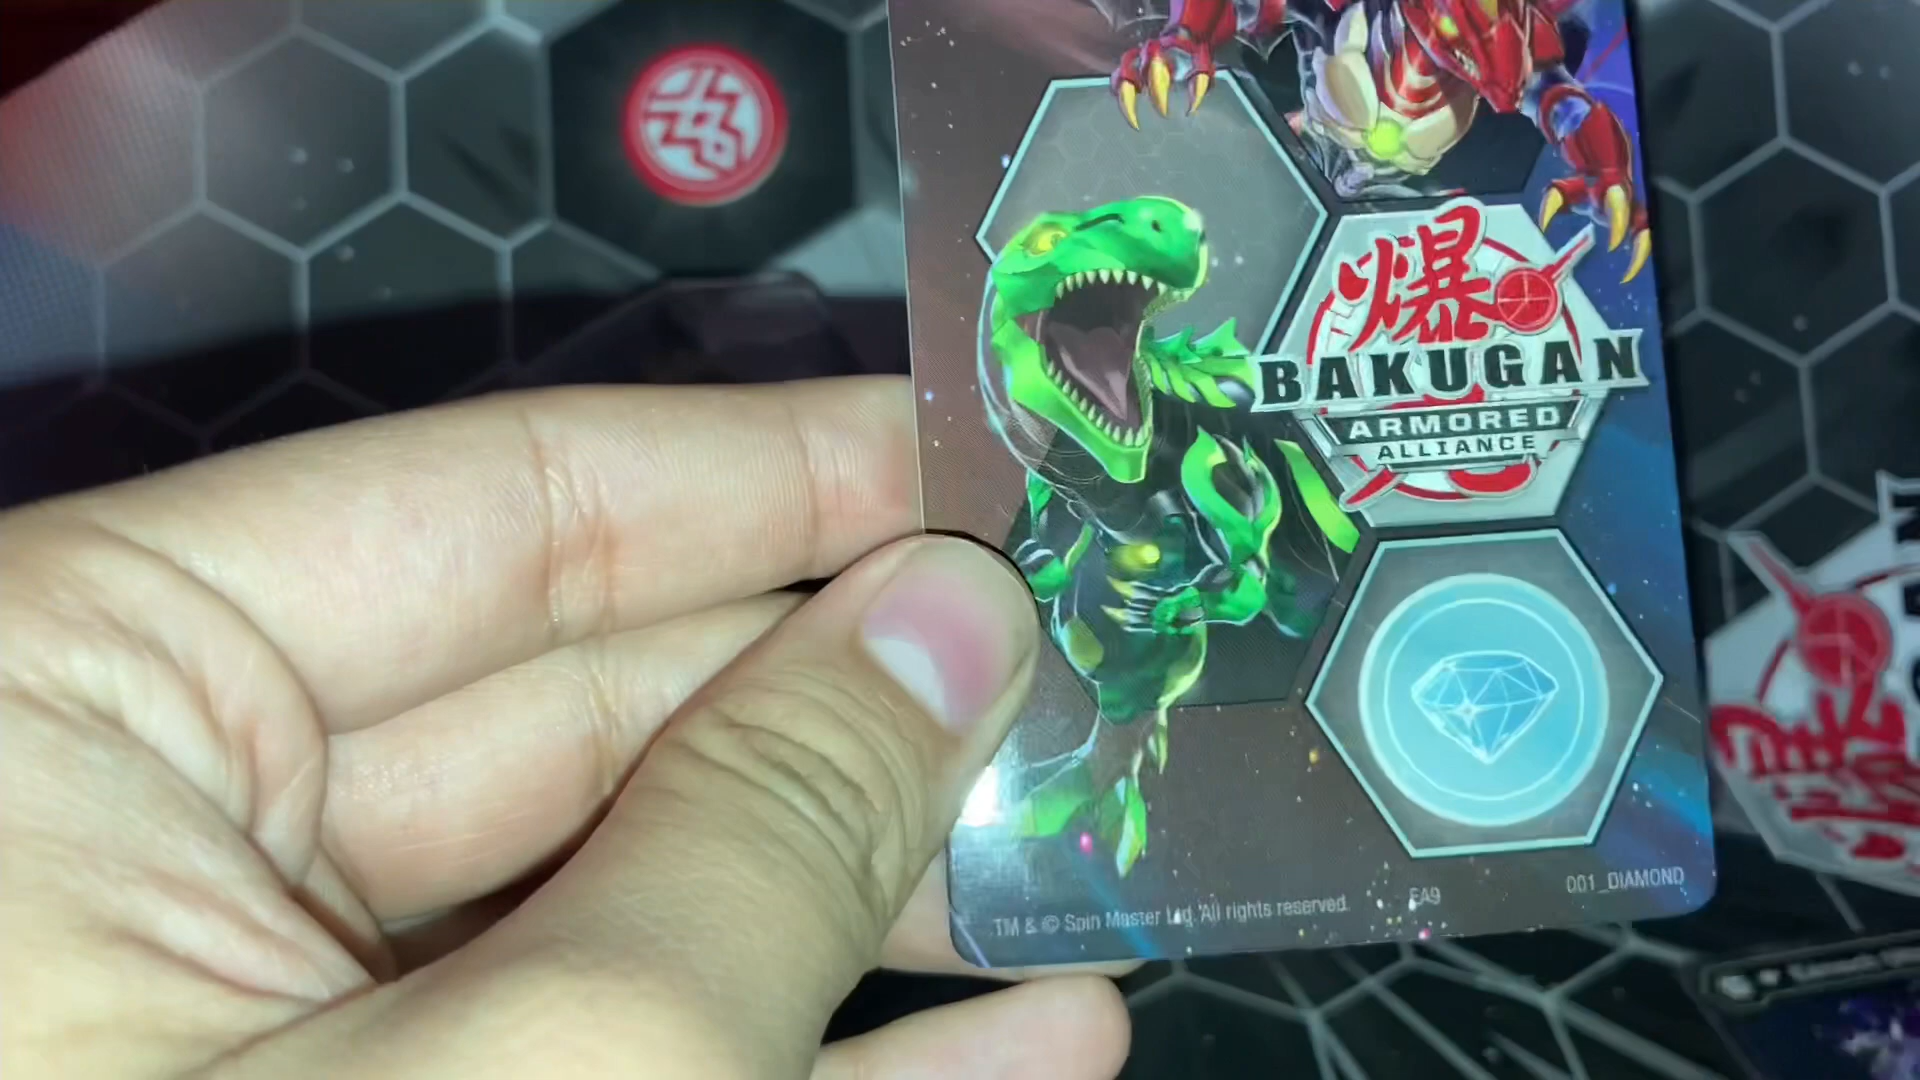 爆
BAKUGAN
ARMORED
ALLIANCE
TM & © Spin Master Ltd. All rights reserved.
EA9
001_DIAMOND